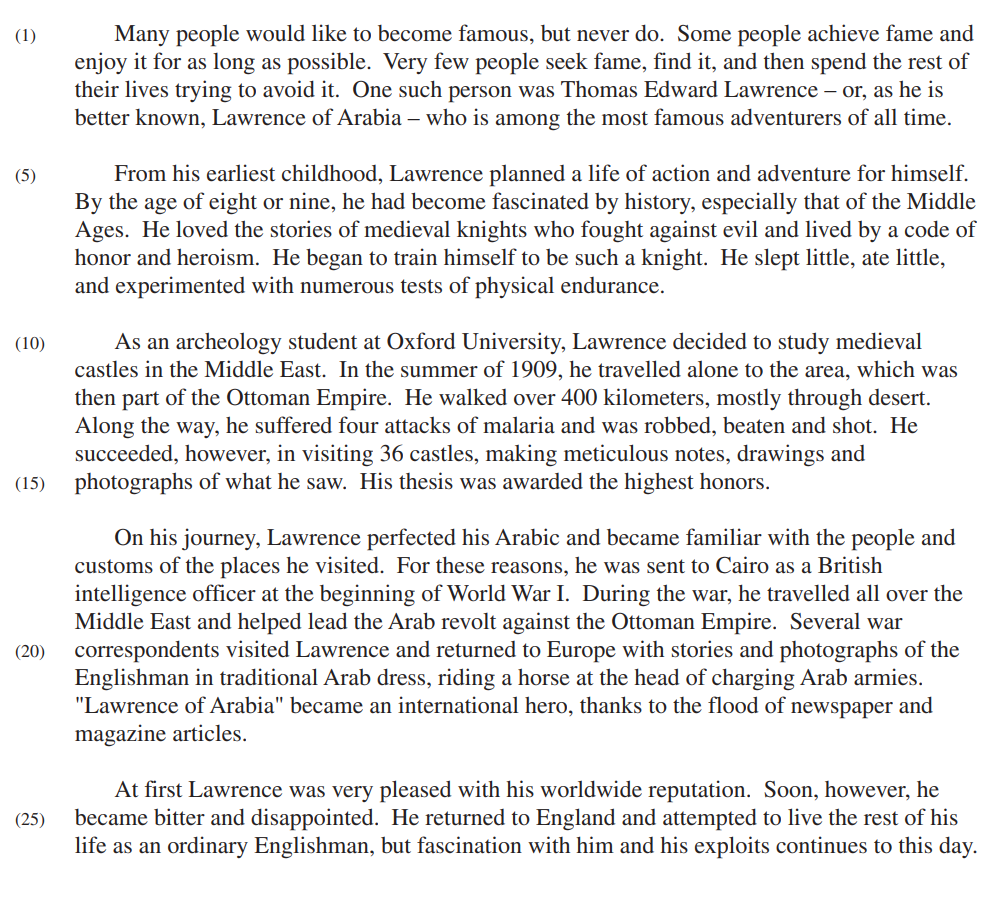 (1) Many people would like to become famous, but never do. Some people achieve fame and
enjoy it for as long as possible. Very few people seek fame, find it, and then spend the rest of
their lives trying to avoid it. One such person was Thomas Edward Lawrence – or, as he is
better known, Lawrence of Arabia – who is among the most famous adventurers of all time.
(5) From his earliest childhood, Lawrence planned a life of action and adventure for himself.
By the age of eight or nine, he had become fascinated by history, especially that of the Middle
Ages. He loved the stories of medieval knights who fought against evil and lived by a code of
honor and heroism. He began to train himself to be such a knight. He slept little, ate little,
and experimented with numerous tests of physical endurance.
(10) As an archeology student at Oxford University, Lawrence decided to study medieval
castles in the Middle East. In the summer of 1909, he travelled alone to the area, which was
then part of the Ottoman Empire. He walked over 400 kilometers, mostly through desert.
Along the way, he suffered four attacks of malaria and was robbed, beaten and shot. He
succeeded, however, in visiting 36 castles, making meticulous notes, drawings and
(15) photographs of what he saw. His thesis was awarded the highest honors.
On his journey, Lawrence perfected his Arabic and became familiar with the people and
customs of the places he visited. For these reasons, he was sent to Cairo as a British
intelligence officer at the beginning of World War I. During the war, he travelled all over the
Middle East and helped lead the Arab revolt against the Ottoman Empire. Several war
(20) correspondents visited Lawrence and returned to Europe with stories and photographs of the
Englishman in traditional Arab dress, riding a horse at the head of charging Arab armies.
"Lawrence of Arabia" became an international hero, thanks to the flood of newspaper and
magazine articles.
At first Lawrence was very pleased with his worldwide reputation. Soon, however, he
(25) became bitter and disappointed. He returned to England and attempted to live the rest of his
life as an ordinary Englishman, but fascination with him and his exploits continues to this day.